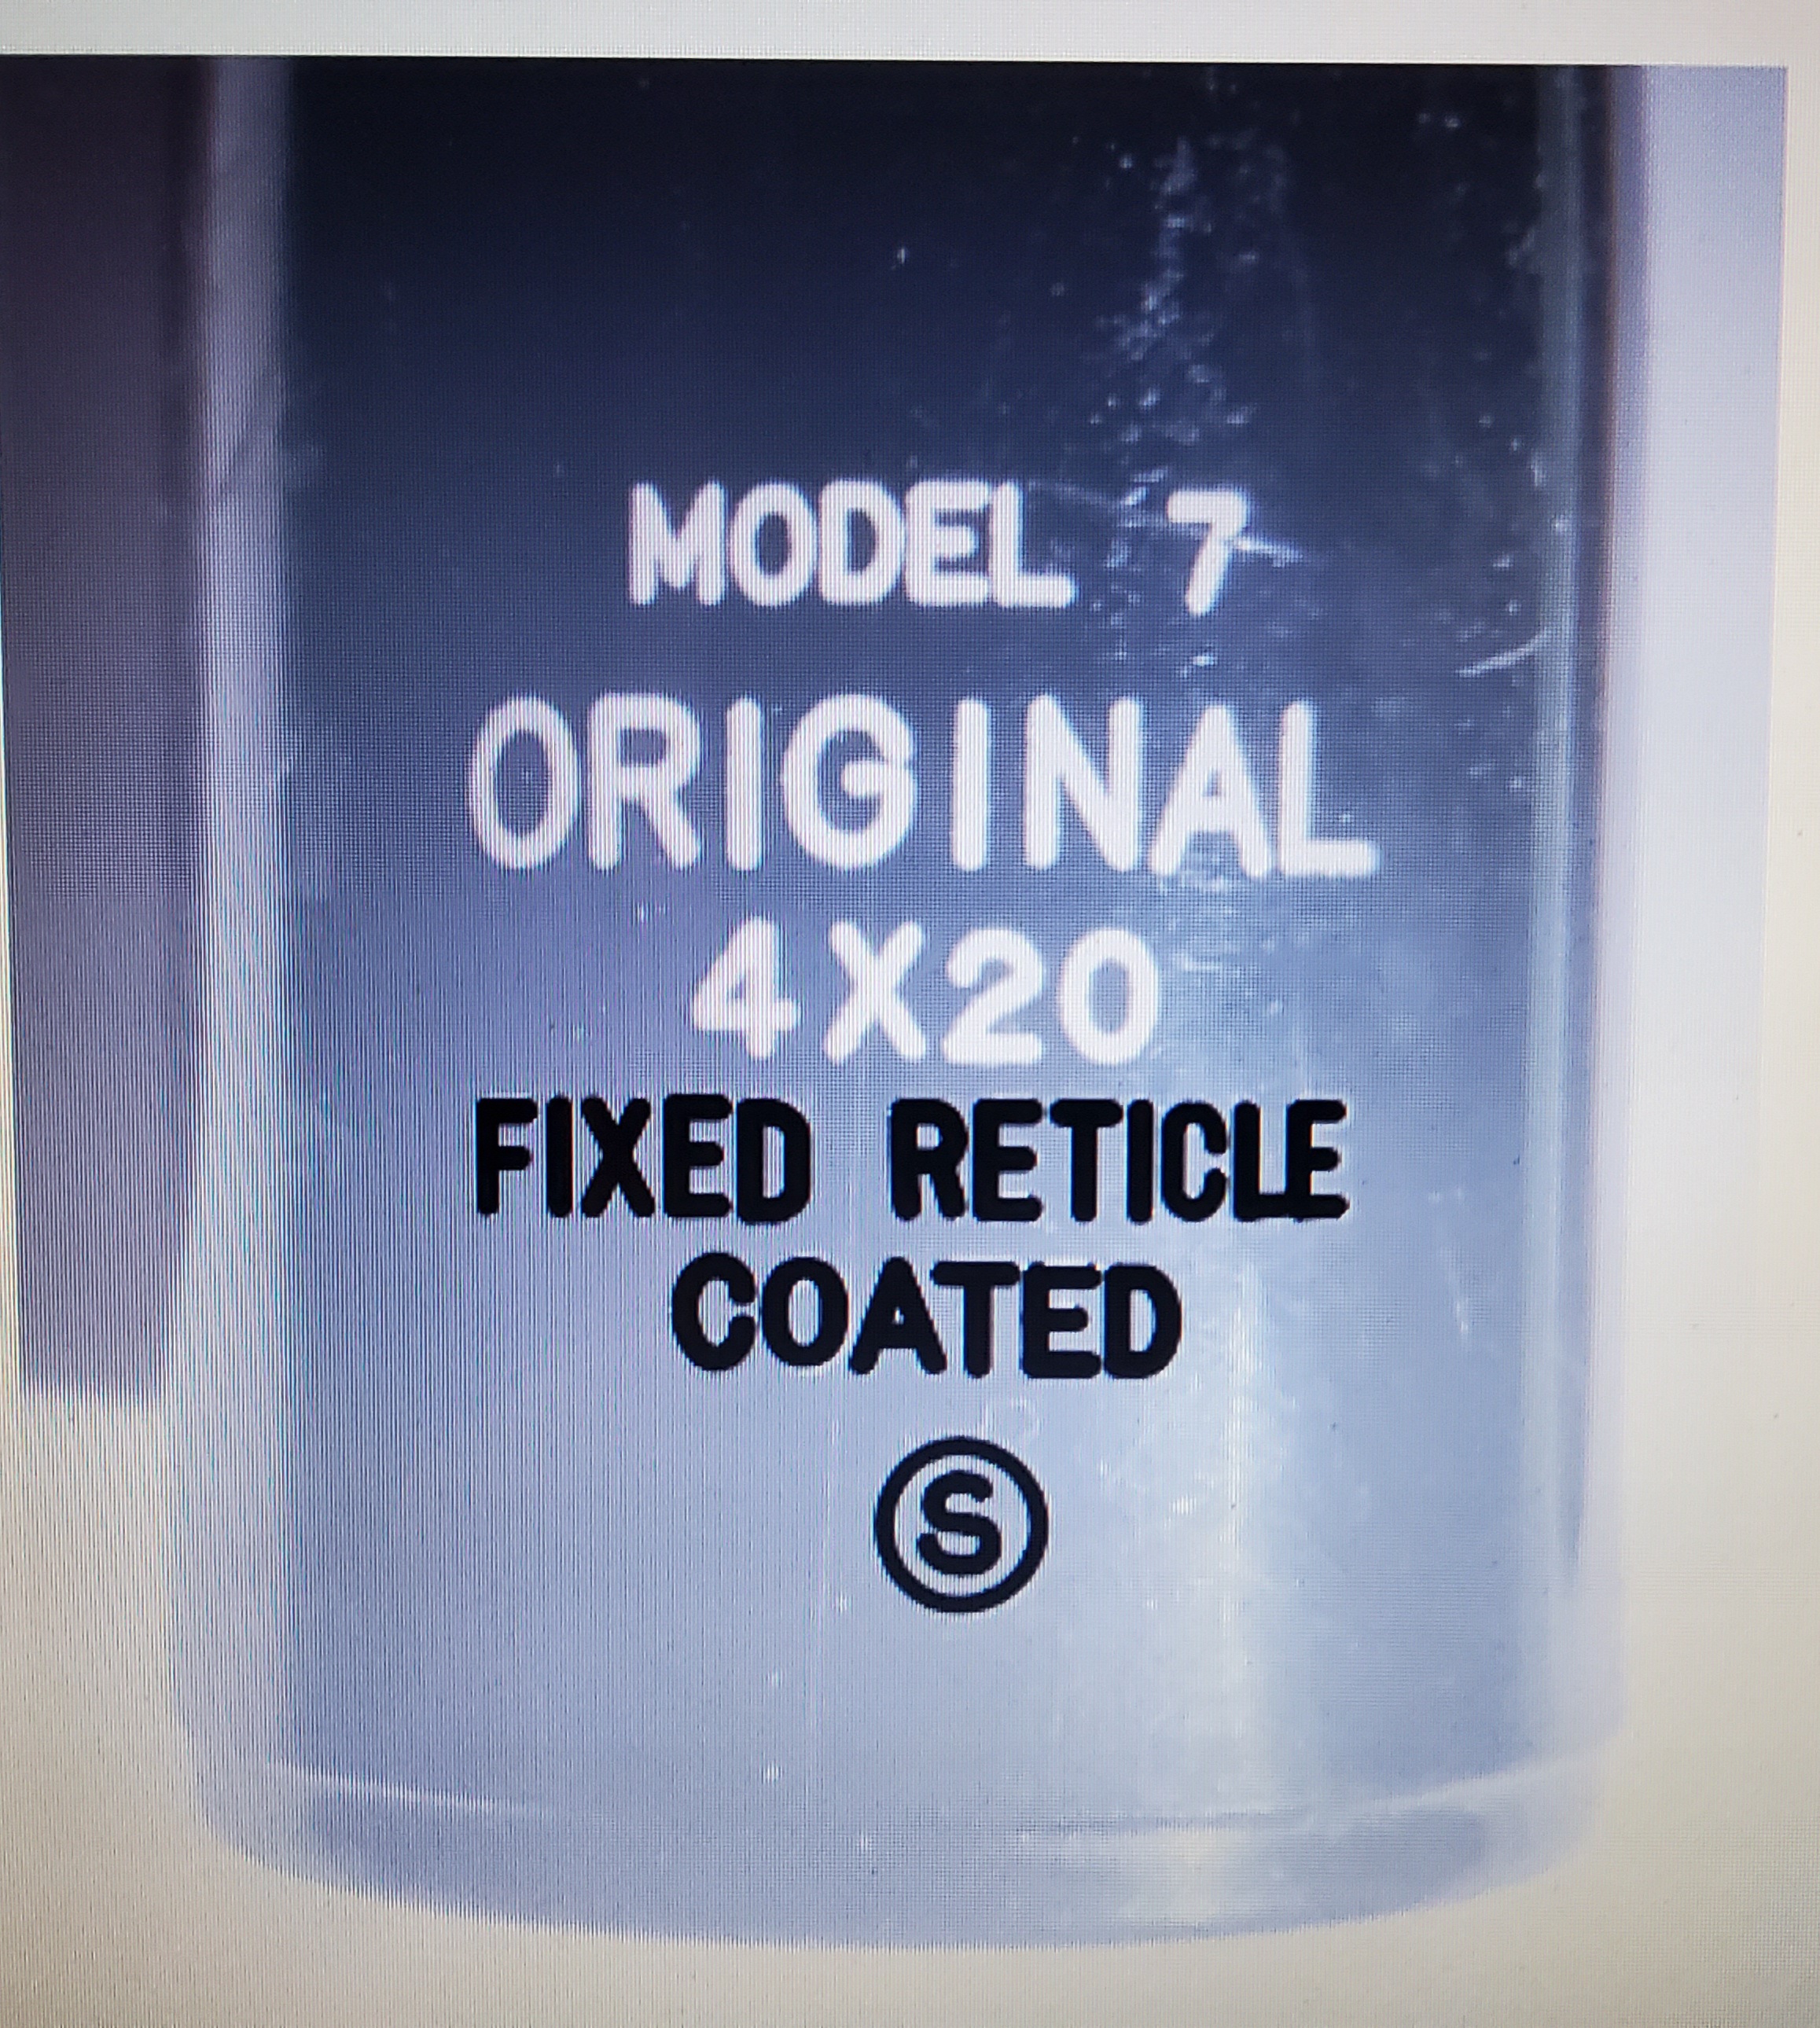 MODEL 7
ORIGINAL
4X20
FIXED RETICLE
COATED
Ⓢ